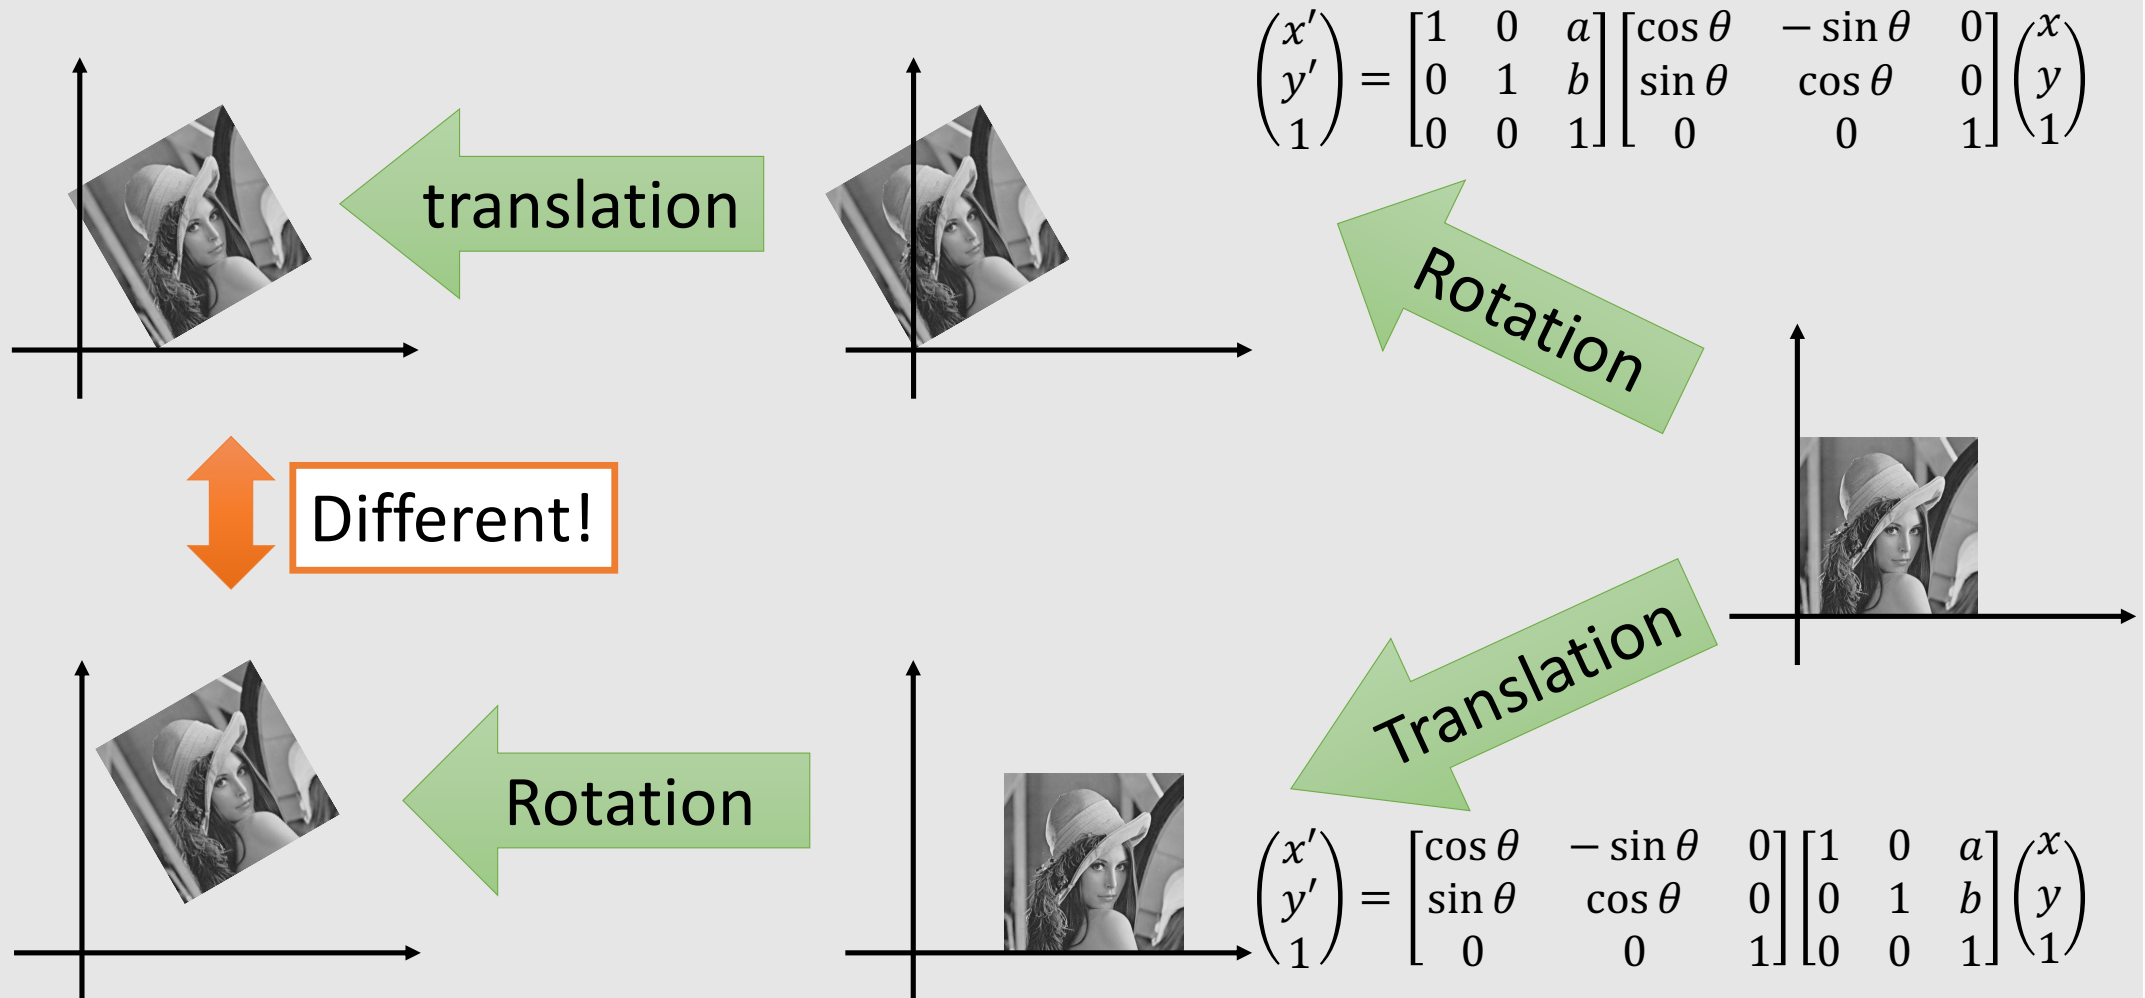 (x′ y′ 1) = [1 0 a; 0 1 b; 0 0 1] [cos θ − sin θ 0; sin θ cos θ 0; 0 0 1] (x y 1)
translation
Rotation
Different!
Translation
Rotation
(x′ y′ 1) = [cos θ − sin θ 0; sin θ cos θ 0; 0 0 1] [1 0 a; 0 1 b; 0 0 1] (x y 1)